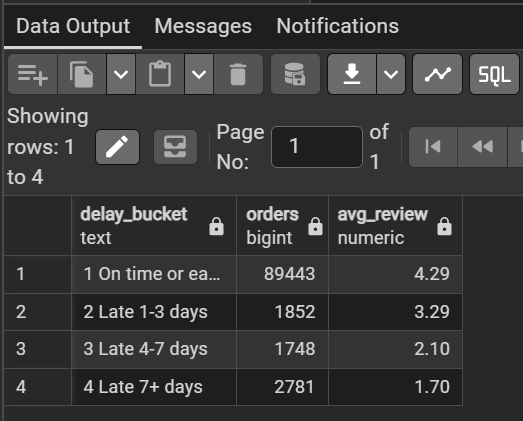 Data Output Messages Notifications
SQL
Showing rows: 1 to 4
Page No: 1 of 1
delay_bucket text orders bigint avg_review numeric
1 1 On time or ea... 89443 4.29
2 2 Late 1-3 days 1852 3.29
3 3 Late 4-7 days 1748 2.10
4 4 Late 7+ days 2781 1.70